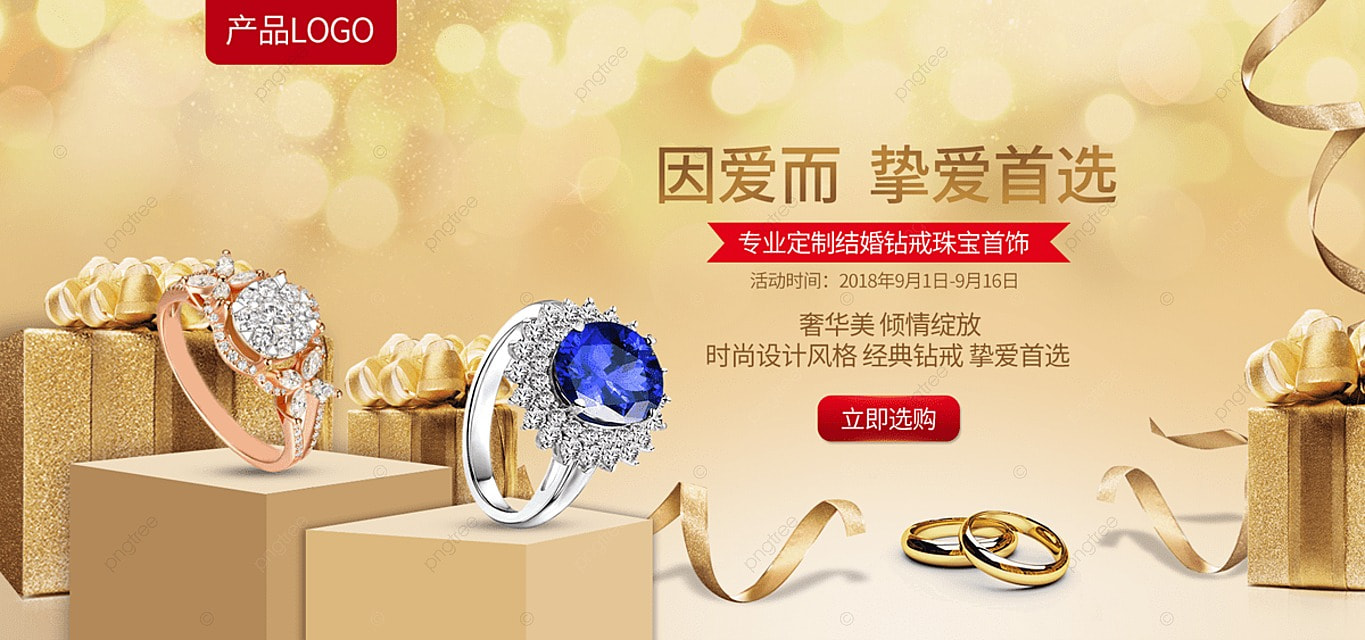 产品LOGO
因爱而 挚爱首选
专业定制结婚钻戒珠宝首饰
活动时间：2018年9月1日-9月16日
奢华美 倾情绽放
时尚设计风格 经典钻戒 挚爱首选
立即选购
pngtree